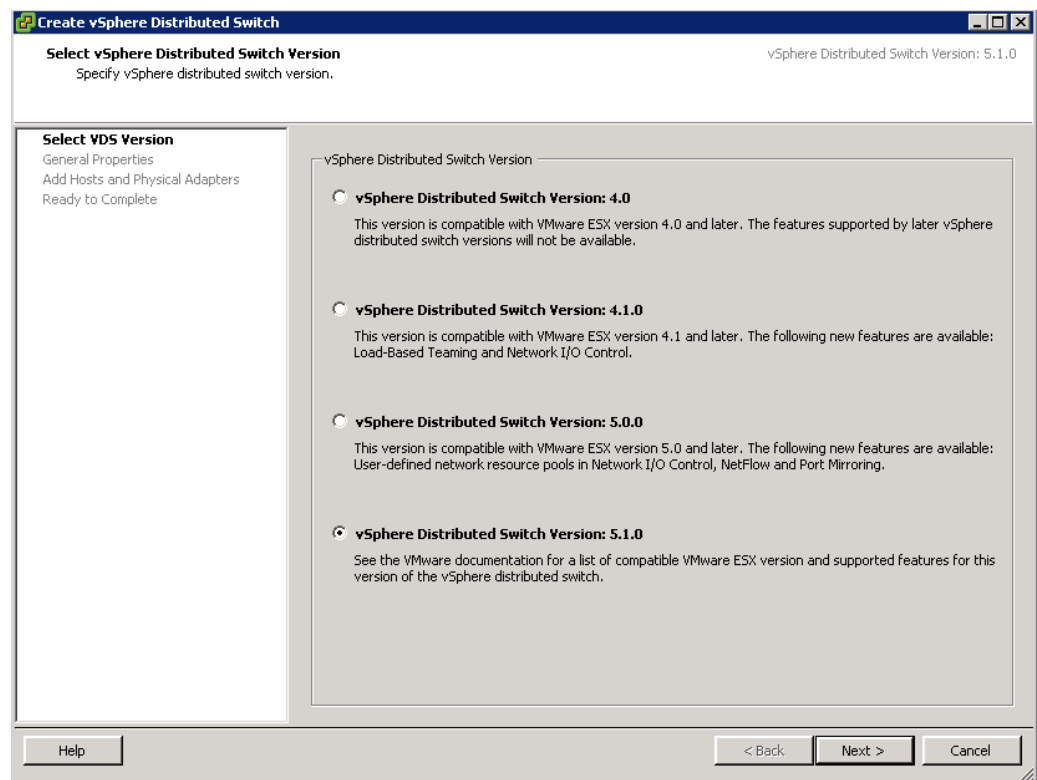 Create vSphere Distributed Switch
Select vSphere Distributed Switch Version
Specify vSphere distributed switch version.
vSphere Distributed Switch Version: 5.1.0
Select VDS Version
General Properties
Add Hosts and Physical Adapters
Ready to Complete
vSphere Distributed Switch Version
vSphere Distributed Switch Version: 4.0
This version is compatible with VMware ESX version 4.0 and later. The features supported by later vSphere
distributed switch versions will not be available.
vSphere Distributed Switch Version: 4.1.0
This version is compatible with VMware ESX version 4.1 and later. The following new features are available:
Load-Based Teaming and Network I/O Control.
vSphere Distributed Switch Version: 5.0.0
This version is compatible with VMware ESX version 5.0 and later. The following new features are available:
User-defined network resource pools in Network I/O Control, NetFlow and Port Mirroring.
vSphere Distributed Switch Version: 5.1.0
See the VMware documentation for a list of compatible VMware ESX version and supported features for this
version of the vSphere distributed switch.
Help
< Back
Next >
Cancel